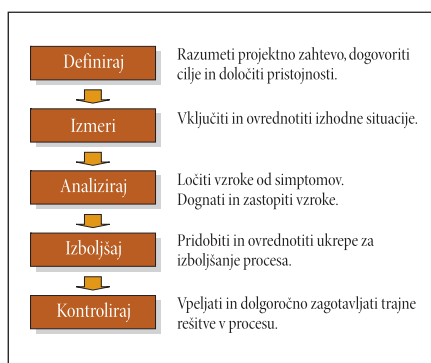 Definiraj
Razumeti projektno zahtevo, dogovoriti
cilje in določiti pristojnosti.
Izmeri
Vključiti in ovrednotiti izhodne situacije.
Analiziraj
Ločiti vzroke od simptomov.
Dognati in zastopiti vzroke.
Izboljšaj
Pridobiti in ovrednotiti ukrepe za
izboljšanje procesa.
Kontroliraj
Vpeljati in dolgoročno zagotavljati trajne
rešitve v procesu.